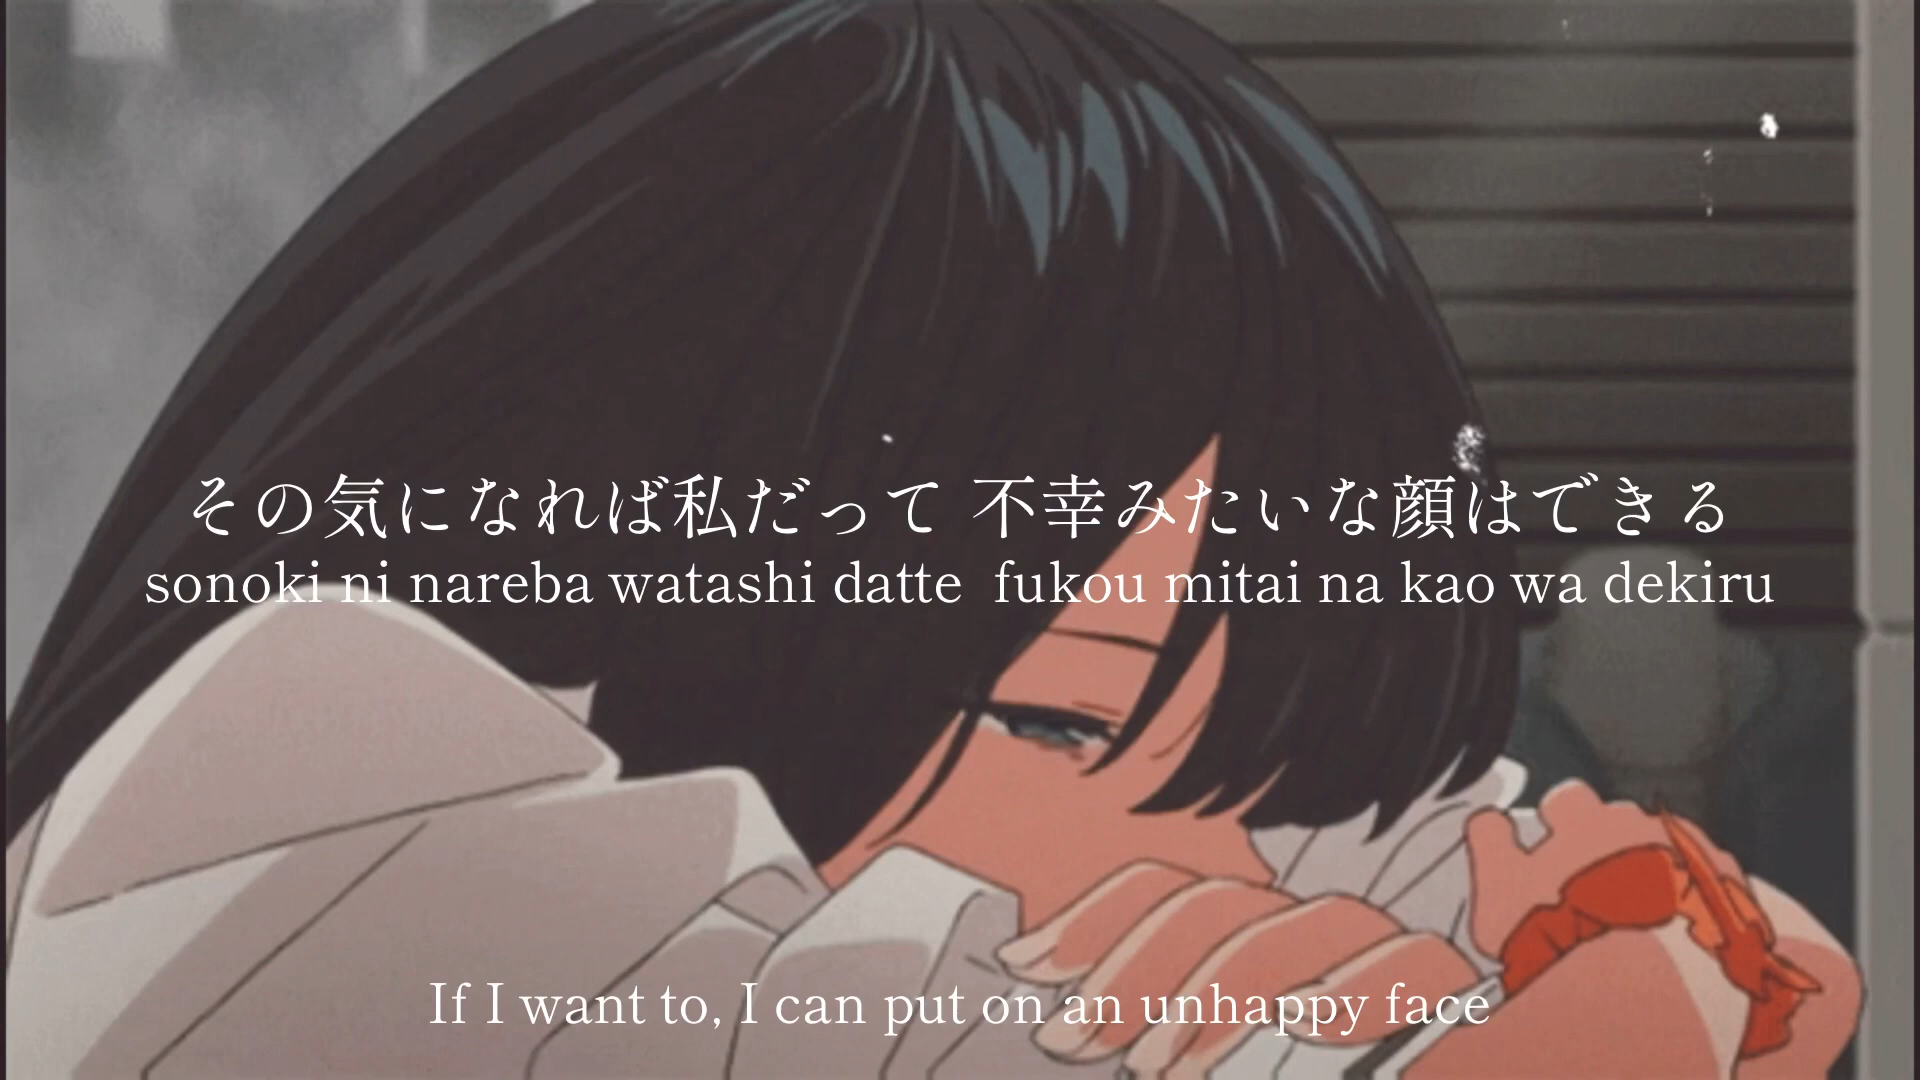 その気になれば私だって 不幸みたいな顔はできる
sonoki ni nareba watashi datte  fukou mitai na kao wa dekiru
If I want to, I can put on an unhappy face